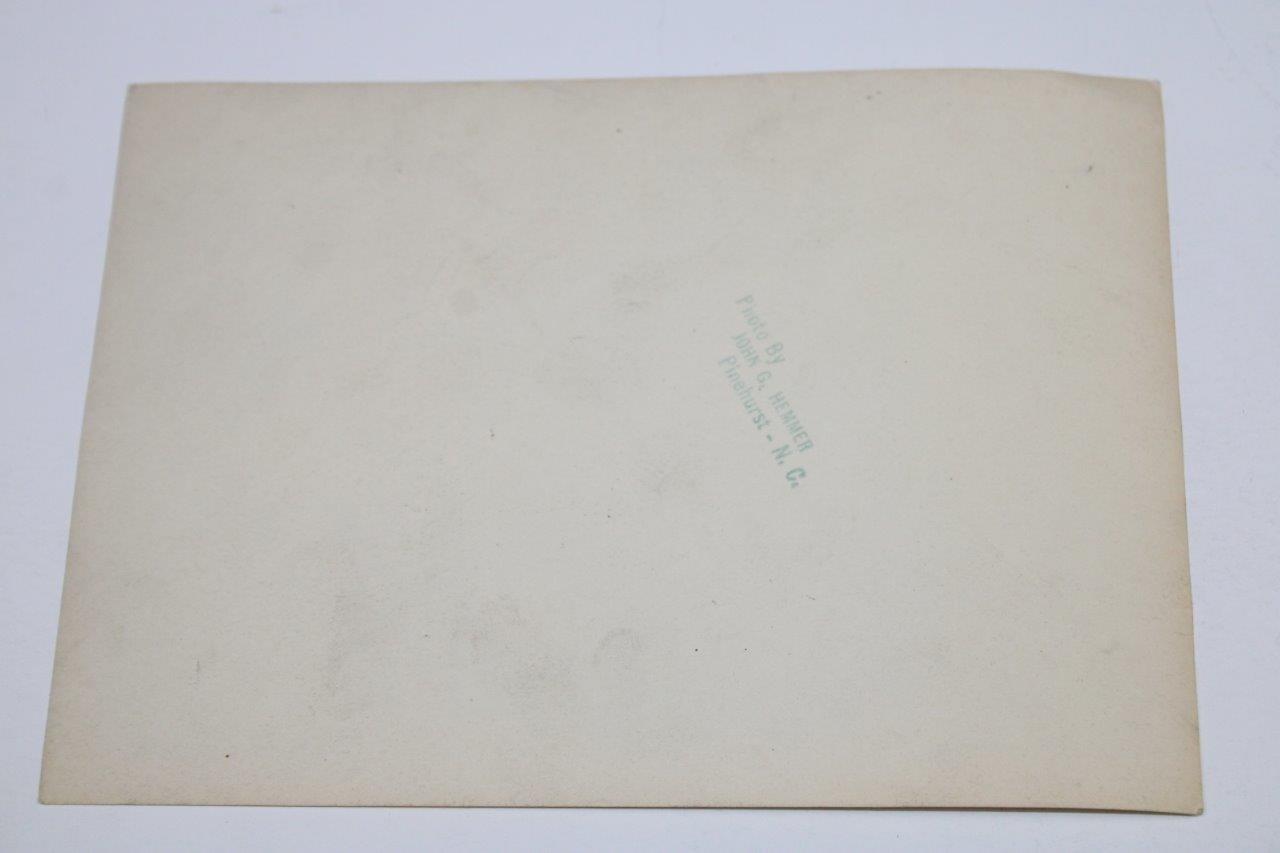 Photo By
JOHN G. HEMMER
Pinehurst - N. C.